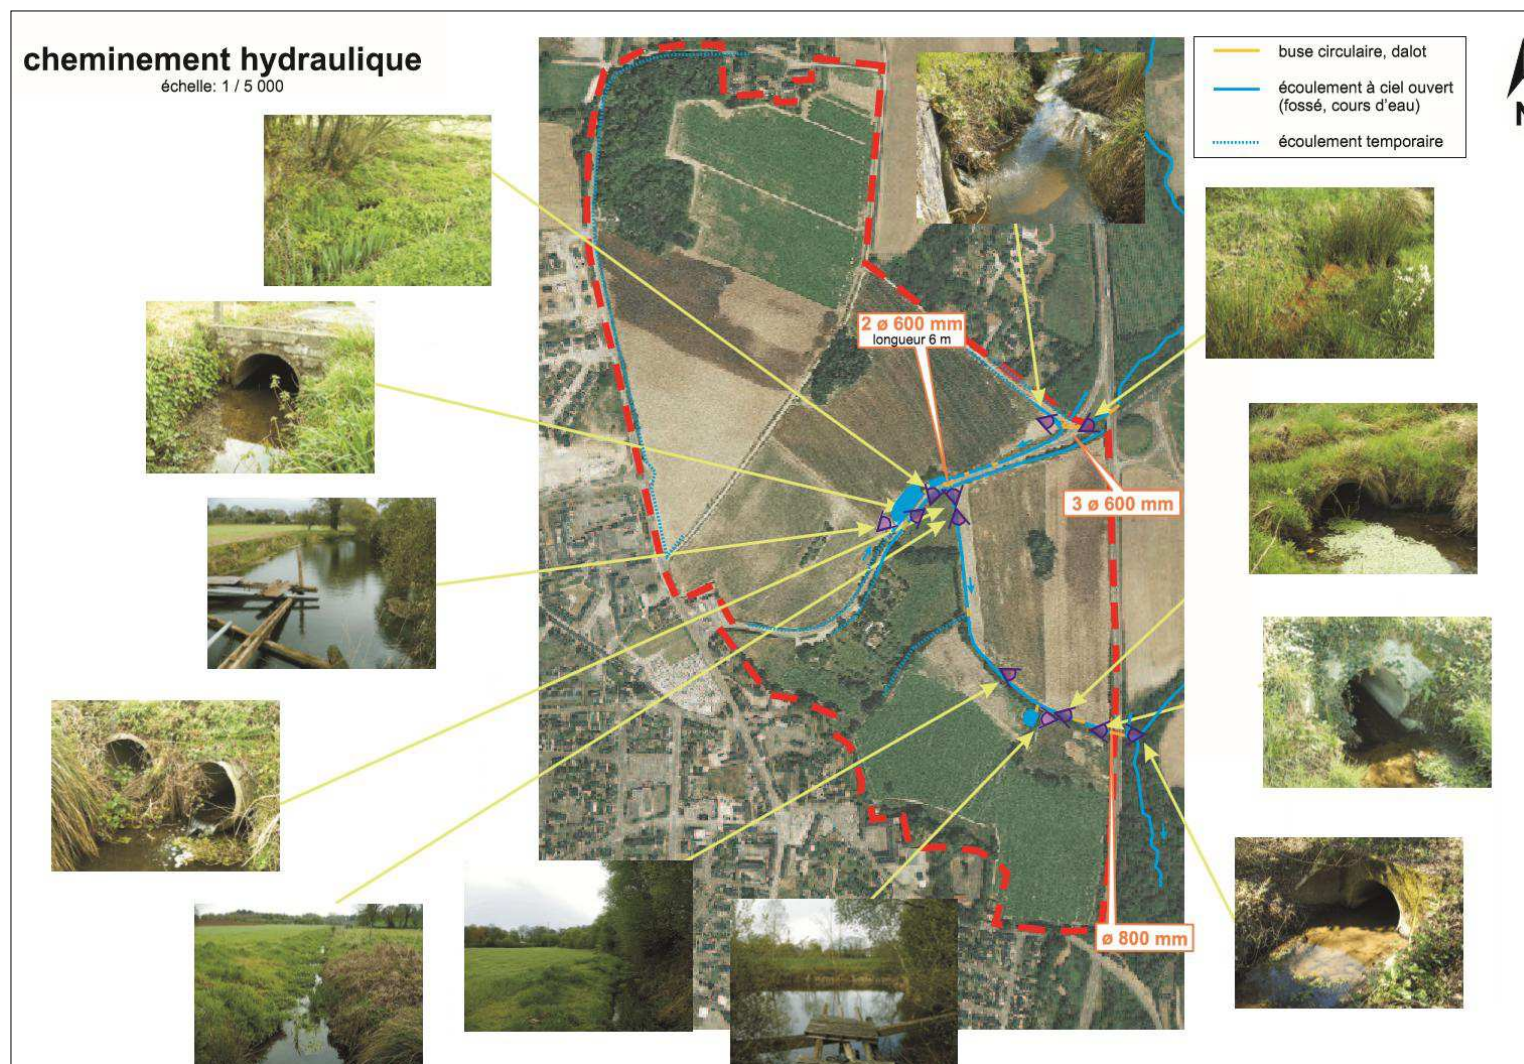 cheminement hydraulique
échelle: 1 / 5 000
buse circulaire, dalot
écoulement à ciel ouvert
(fossé, cours d'eau)
écoulement temporaire
N
2 ø 600 mm
longueur 6 m
3 ø 600 mm
ø 800 mm